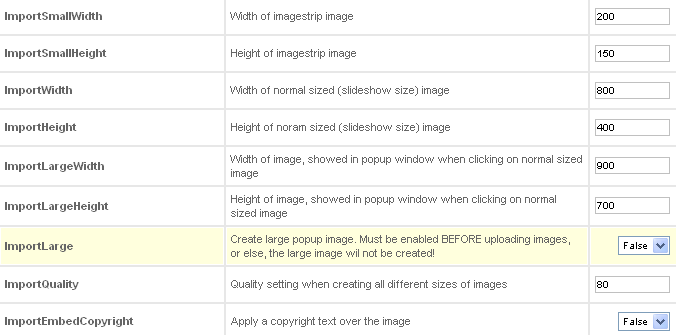 ImportSmallWidth Width of imagestrip image 200
ImportSmallHeight Height of imagestrip image 150
ImportWidth Width of normal sized (slideshow size) image 800
ImportHeight Height of noram sized (slideshow size) image 400
ImportLargeWidth Width of image, showed in popup window when clicking on normal sized 900
image
ImportLargeHeight Height of image, showed in popup window when clicking on normal 700
sized image
ImportLarge Create large popup image. Must be enabled BEFORE uploading images, False
or else, the large image wil not be created!
ImportQuality Quality setting when creating all different sizes of images 80
ImportEmbedCopyright Apply a copyright text over the image False